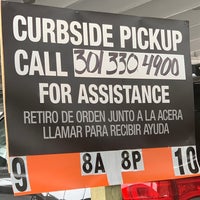 CURBSIDE PICKUP
CALL 301 330 4900
FOR ASSISTANCE
RETIRO DE ORDEN JUNTO A LA ACERA
LLAMAR PARA RECIBIR AYUDA
9 8A 8P 10